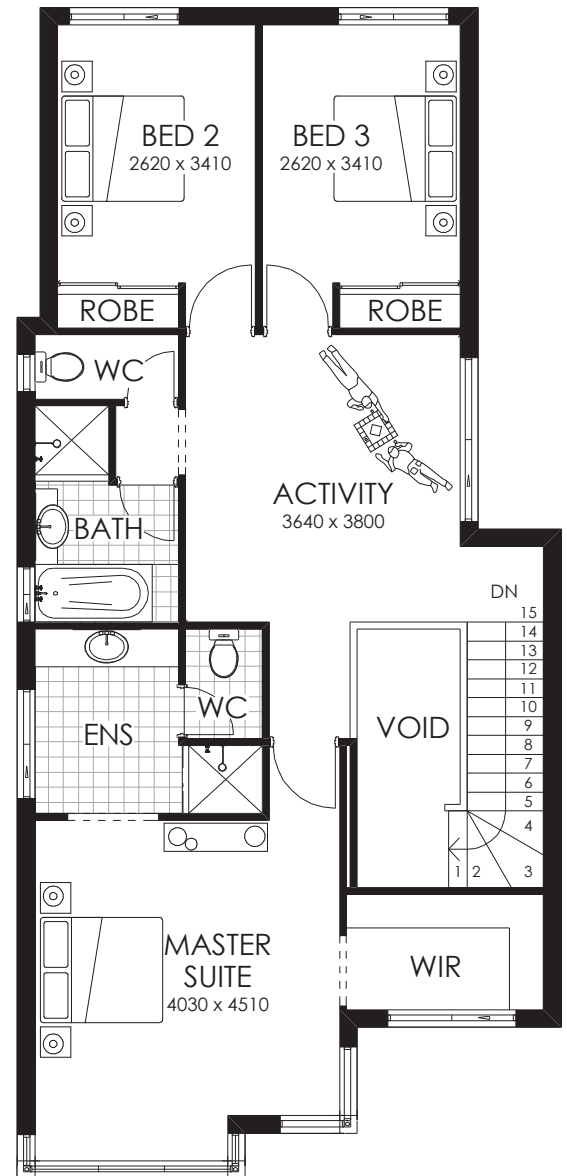 BED 2
2620 x 3410
BED 3
2620 x 3410
ROBE
ROBE
WC
ACTIVITY
3640 x 3800
BATH
DN
15
14
13
12
11
10
9
8
7
6
5
4
3
2
1
VOID
WC
ENS
MASTER
SUITE
4030 x 4510
WIR